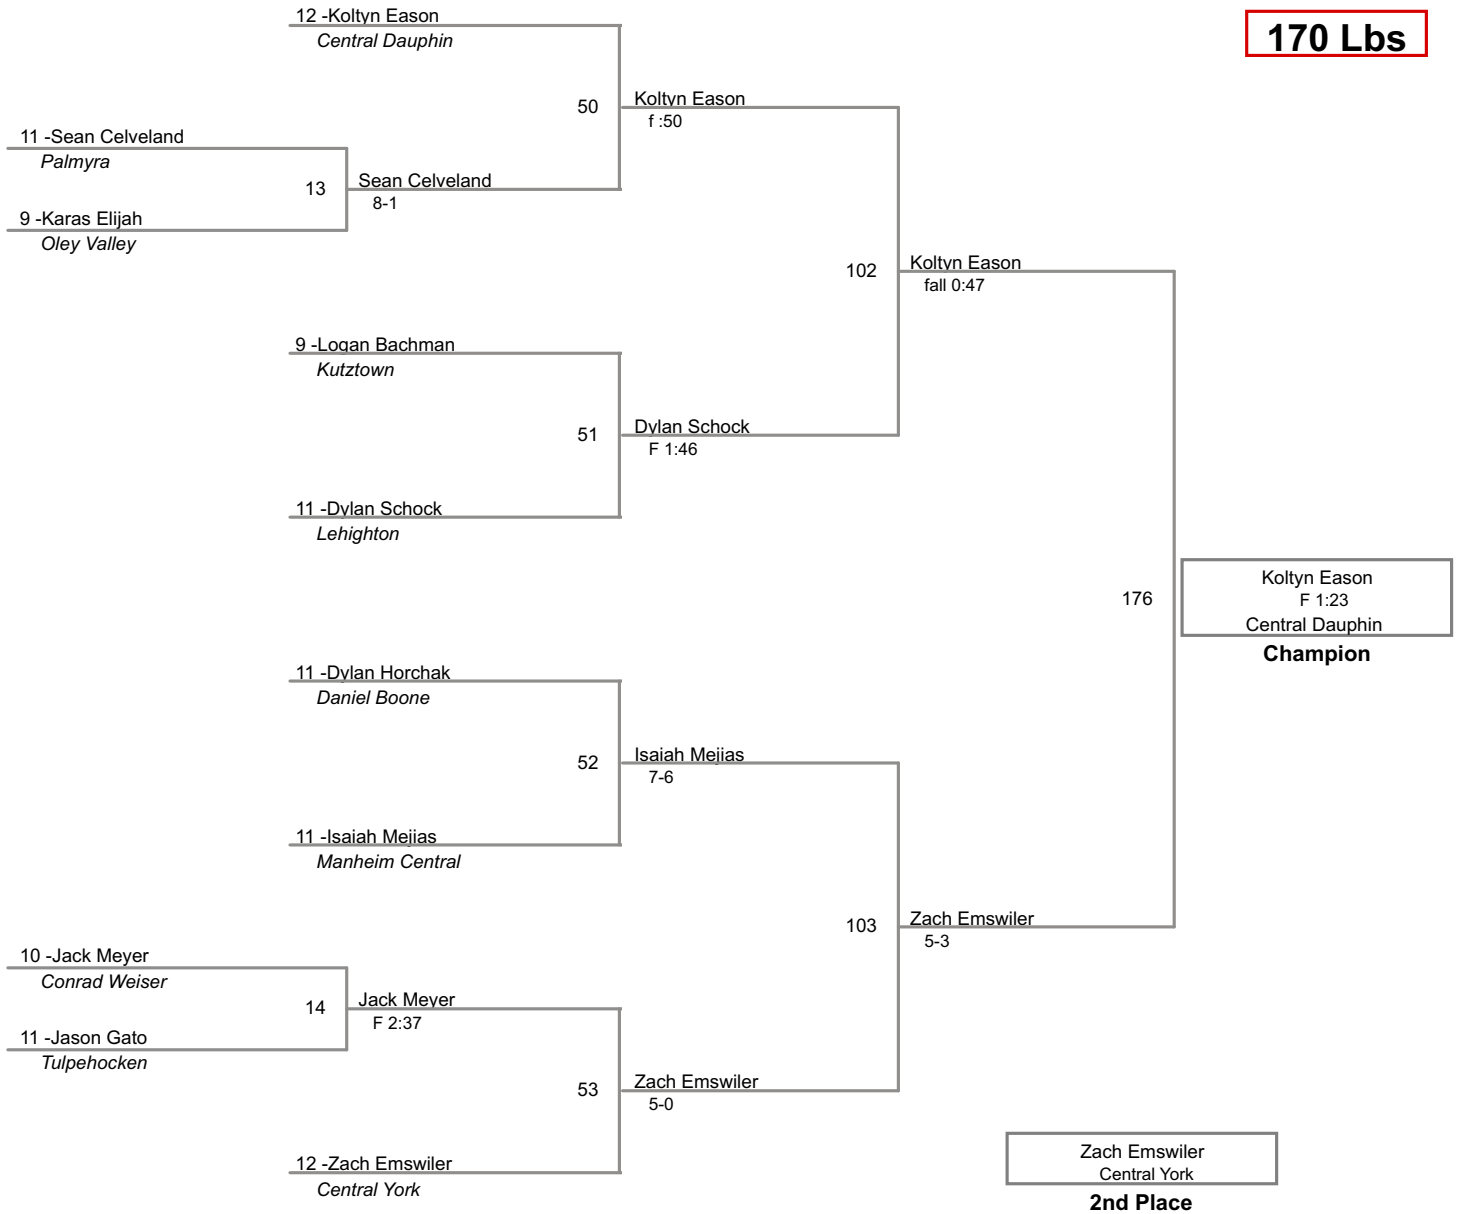 170 Lbs
12 -Koltyn Eason
Central Dauphin
50
Koltyn Eason
f :50
11 -Sean Celveland
Palmyra
13
Sean Celveland
8-1
9 -Karas Elijah
Oley Valley
102
Koltyn Eason
fall 0:47
9 -Logan Bachman
Kutztown
51
Dylan Schock
F 1:46
11 -Dylan Schock
Lehighton
176
Koltyn Eason
F 1:23
Central Dauphin
Champion
11 -Dylan Horchak
Daniel Boone
52
Isaiah Mejias
7-6
11 -Isaiah Mejias
Manheim Central
103
Zach Emswiler
5-3
10 -Jack Meyer
Conrad Weiser
14
Jack Meyer
F 2:37
11 -Jason Gato
Tulpehocken
53
Zach Emswiler
5-0
12 -Zach Emswiler
Central York
Zach Emswiler
Central York
2nd Place